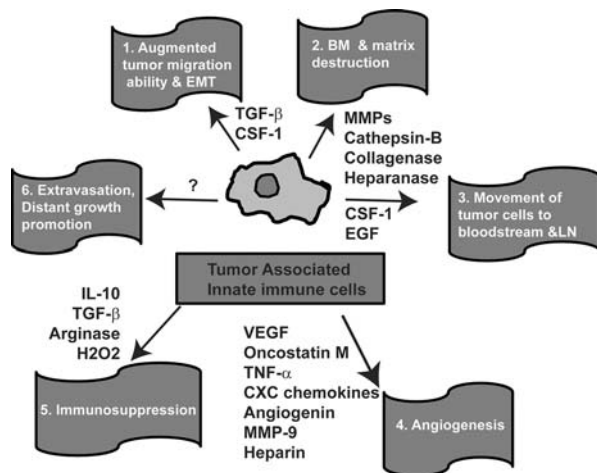 1. Augmented
tumor migration
ability & EMT
2. BM & matrix
destruction
TGF-β
CSF-1
MMPs
Cathepsin-B
Collagenase
Heparanase
6. Extravasation,
Distant growth
promotion
?
CSF-1
EGF
3. Movement of
tumor cells to
bloodstream &LN
Tumor Associated
Innate immune cells
IL-10
TGF-β
Arginase
H2O2
5. Immunosuppression
VEGF
Oncostatin M
TNF-α
CXC chemokines
Angiogenin
MMP-9
Heparin
4. Angiogenesis